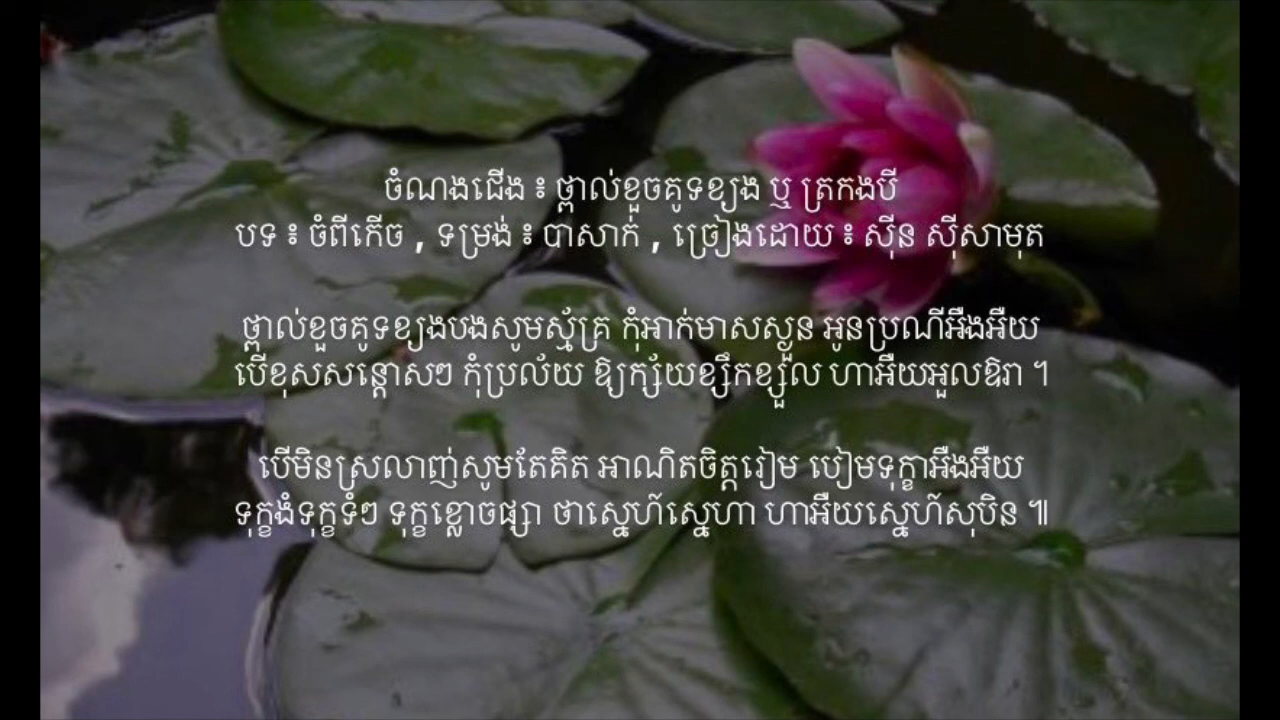 ចំណងជើង ៖ ថ្ពាល់ខួចគូទខ្យង ឬ ត្រកងបី
បទ ៖ ចំពីកើច , ទម្រង់ ៖ បាសាក់ , ច្រៀងដោយ ៖ ស៊ីន ស៊ីសាមុត
ថ្ពាល់ខួចគូទខ្យងបងសូមស្ម័គ្រ កុំអាក់មាសស្ងួន អូនប្រណីអឺងអឺយ
បើខុសសន្តោសៗ កុំប្រល័យ ឱ្យក្ស័យខ្សឹកខ្សួល ហាអឺយអួលឱរា ។
បើមិនស្រលាញ់សូមតែគិត អាណិតចិត្តរៀម បៀមទុក្ខាអឺងអឺយ
ទុក្ខងំទុក្ខទំៗ ទុក្ខខ្លោចផ្សា ថាស្នេហ៍ស្នេហា ហាអឺយស្នេហ៍សុបិន ៕